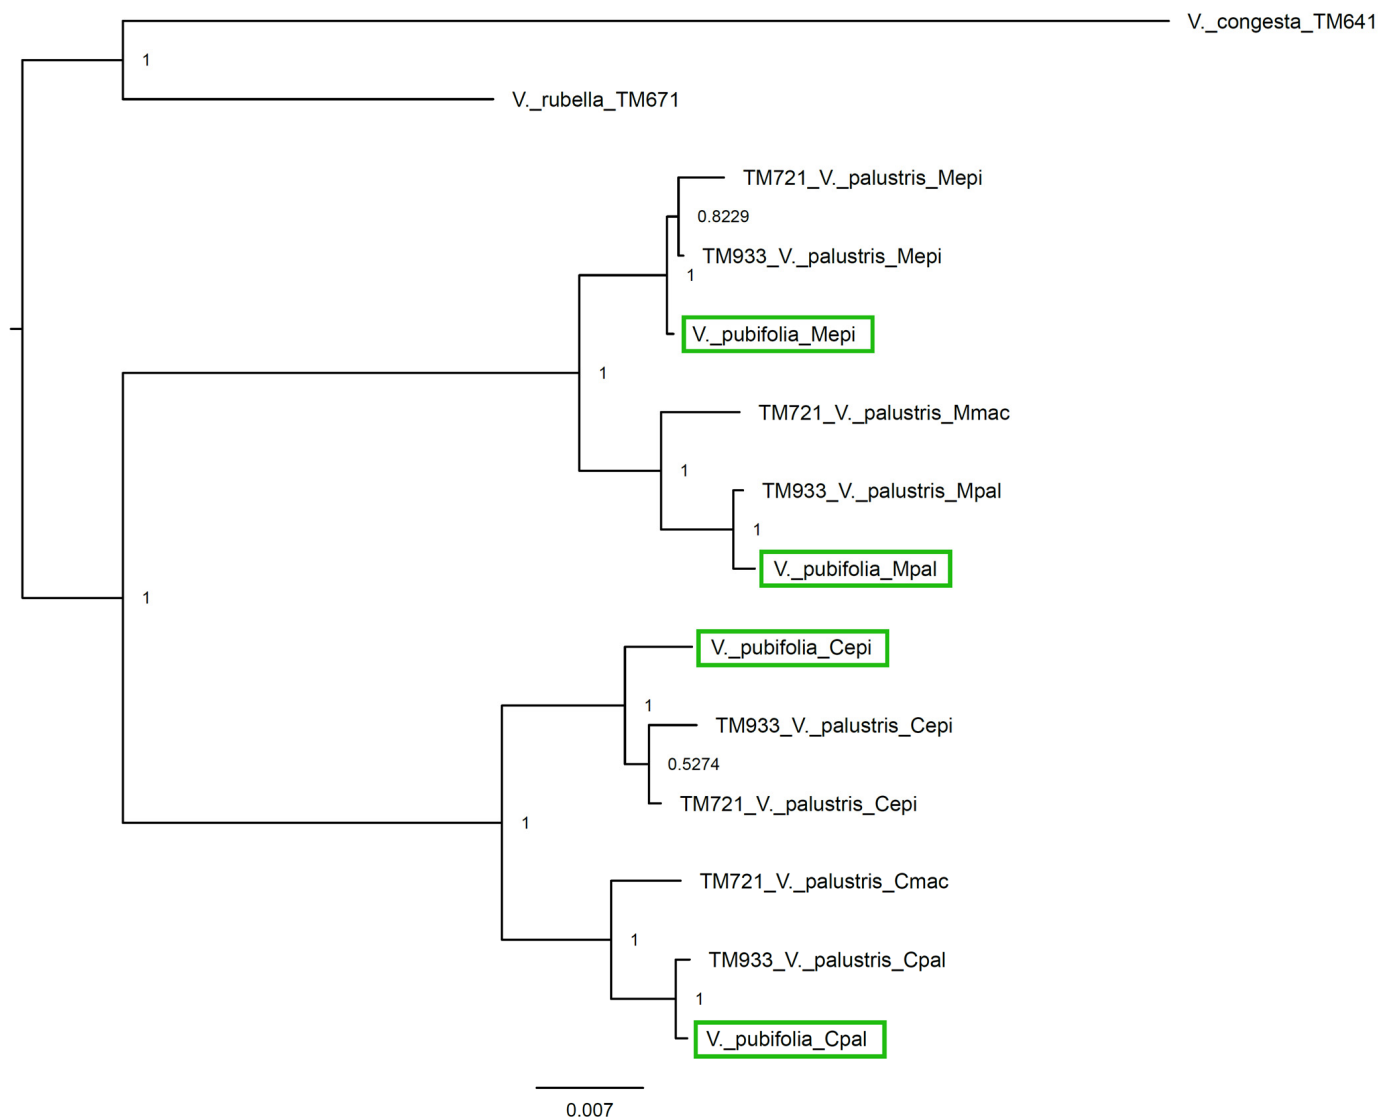 V._congesta_TM641
1
V._rubella_TM671
TM721_V._palustris_Mepi
0.8229
TM933_V._palustris_Mepi
1
V._pubifolia_Mepi
1
TM721_V._palustris_Mmac
1
TM933_V._palustris_Mpal
1
V._pubifolia_Mpal
1
V._pubifolia_Cepi
1
TM933_V._palustris_Cepi
0.5274
TM721_V._palustris_Cepi
1
TM721_V._palustris_Cmac
1
TM933_V._palustris_Cpal
1
V._pubifolia_Cpal
0.007